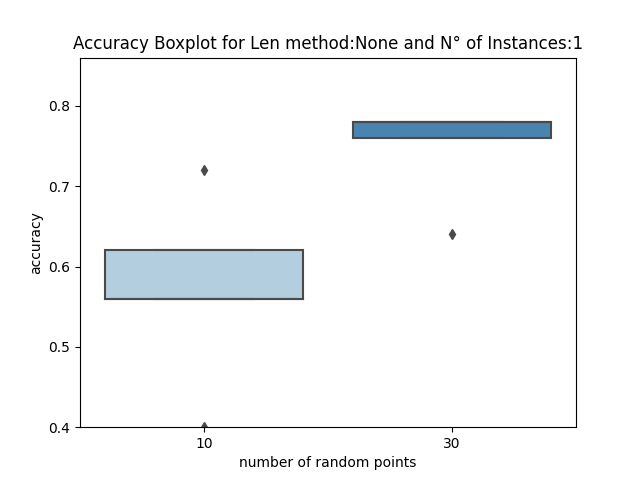 Accuracy Boxplot for Len method:None and N° of Instances:1
0.8
0.7
0.6
0.5
0.4
accuracy
10 30
number of random points